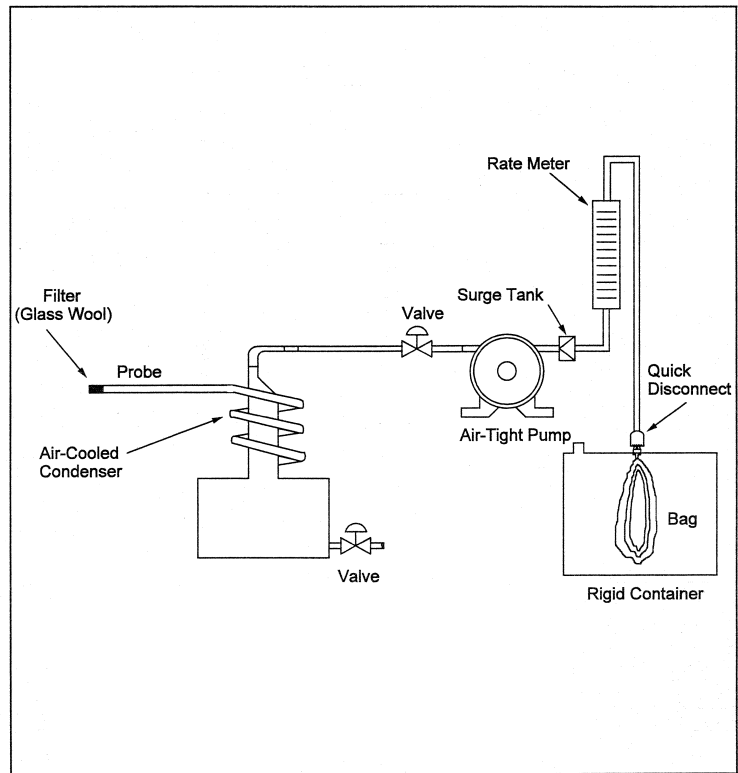 Rate Meter
Surge Tank
Valve
Filter
(Glass Wool)
Probe
Quick
Disconnect
Air-Cooled
Condenser
Air-Tight Pump
Bag
Valve
Rigid Container